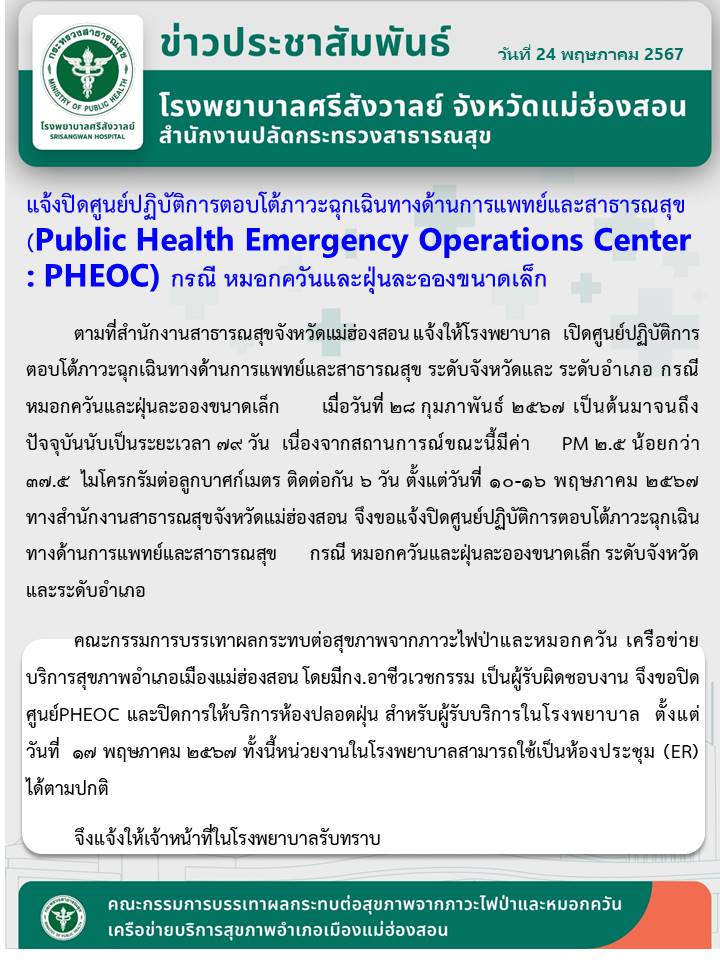 ข่าวประชาสัมพันธ์
วันที่ 24 พฤษภาคม 2567
กระทรวงสาธารณสุข
MINISTRY OF PUBLIC HEALTH
โรงพยาบาลศรีสังวาลย์
SRISANGWAN HOSPITAL
โรงพยาบาลศรีสังวาลย์ จังหวัดแม่ฮ่องสอน
สำนักงานปลัดกระทรวงสาธารณสุข
แจ้งปิดศูนย์ปฏิบัติการตอบโต้ภาวะฉุกเฉินทางด้านการแพทย์และสาธารณสุข
(Public Health Emergency Operations Center
: PHEOC) กรณี หมอกควันและฝุ่นละอองขนาดเล็ก
ตามที่สำนักงานสาธารณสุขจังหวัดแม่ฮ่องสอน แจ้งให้โรงพยาบาล เปิดศูนย์ปฏิบัติการ
ตอบโต้ภาวะฉุกเฉินทางด้านการแพทย์และสาธารณสุข ระดับจังหวัดและ ระดับอำเภอ กรณี
หมอกควันและฝุ่นละอองขนาดเล็ก เมื่อวันที่ ๒๘ กุมภาพันธ์ ๒๕๖๗ เป็นต้นมาจนถึง
ปัจจุบันนับเป็นระยะเวลา ๗๙ วัน เนื่องจากสถานการณ์ขณะนี้มีค่า PM ๒.๕ น้อยกว่า
๓๗.๕ ไมโครกรัมต่อลูกบาศก์เมตร ติดต่อกัน ๖ วัน ตั้งแต่วันที่ ๑๐-๑๖ พฤษภาคม ๒๕๖๗
ทางสำนักงานสาธารณสุขจังหวัดแม่ฮ่องสอน จึงขอแจ้งปิดศูนย์ปฏิบัติการตอบโต้ภาวะฉุกเฉิน
ทางด้านการแพทย์และสาธารณสุข กรณี หมอกควันและฝุ่นละอองขนาดเล็ก ระดับจังหวัด
และระดับอำเภอ
คณะกรรมการบรรเทาผลกระทบต่อสุขภาพจากภาวะไฟป่าและหมอกควัน เครือข่าย
บริการสุขภาพอำเภอเมืองแม่ฮ่องสอน โดยมีกง.อาชีวเวชกรรม เป็นผู้รับผิดชอบงาน จึงขอปิด
ศูนย์PHEOC และปิดการให้บริการห้องปลอดฝุ่น สำหรับผู้รับบริการในโรงพยาบาล ตั้งแต่
วันที่ ๑๗ พฤษภาคม ๒๕๖๗ ทั้งนี้หน่วยงานในโรงพยาบาลสามารถใช้เป็นห้องประชุม (ER)
ได้ตามปกติ
จึงแจ้งให้เจ้าหน้าที่ในโรงพยาบาลรับทราบ
คณะกรรมการบรรเทาผลกระทบต่อสุขภาพจากภาวะไฟป่าและหมอกควัน
เครือข่ายบริการสุขภาพอำเภอเมืองแม่ฮ่องสอน